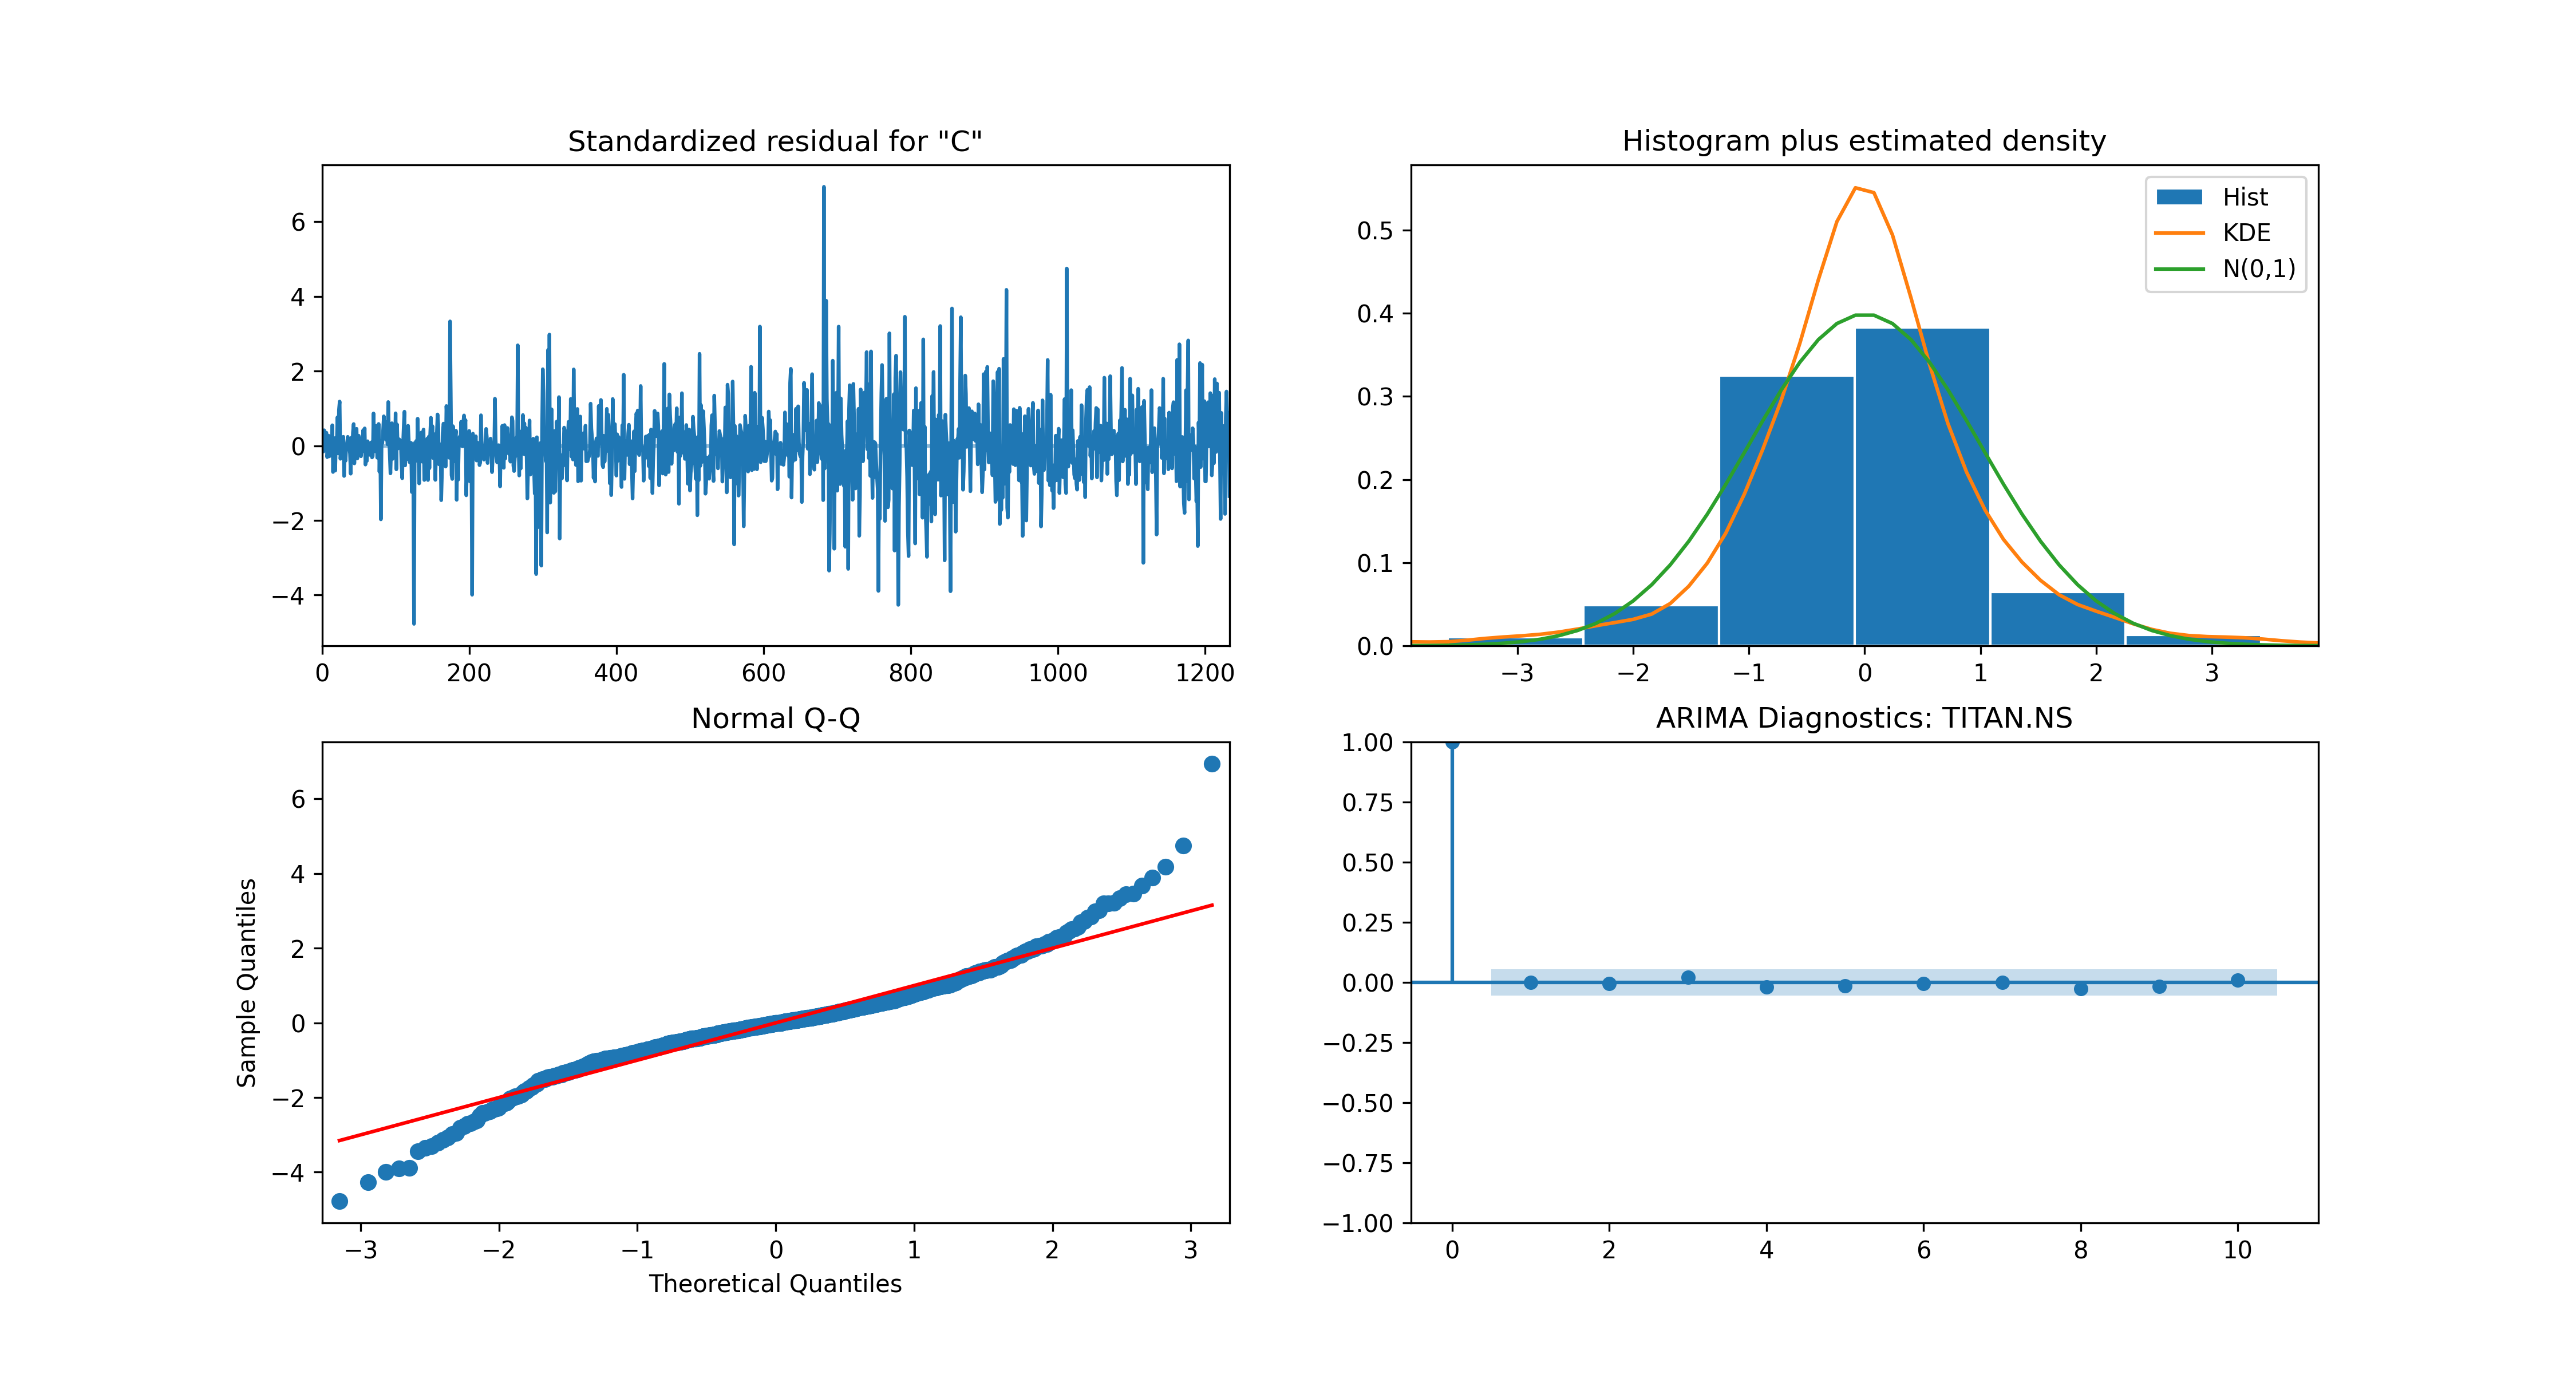 Standardized residual for "C"
6
4
2
0
−2
−4
0 200 400 600 800 1000 1200
Histogram plus estimated density
Hist
KDE
N(0,1)
0.5
0.4
0.3
0.2
0.1
0.0
−3 −2 −1 0 1 2 3
Normal Q-Q
Sample Quantiles
6
4
2
0
−2
−4
−3 −2 −1 0 1 2 3
Theoretical Quantiles
ARIMA Diagnostics: TITAN.NS
1.00
0.75
0.50
0.25
0.00
−0.25
−0.50
−0.75
−1.00
0 2 4 6 8 10